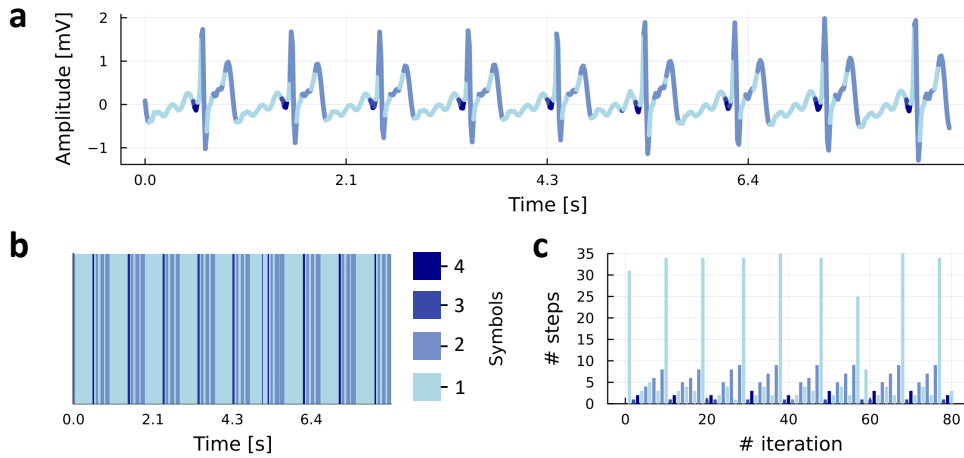 a
Amplitude [mV]
2
1
0
−1
0.0 2.1 4.3 6.4
Time [s]
b
4
3
2
1
Symbols
0.0 2.1 4.3 6.4
Time [s]
c
# steps
35
30
25
20
15
10
5
0
0 20 40 60 80
# iteration